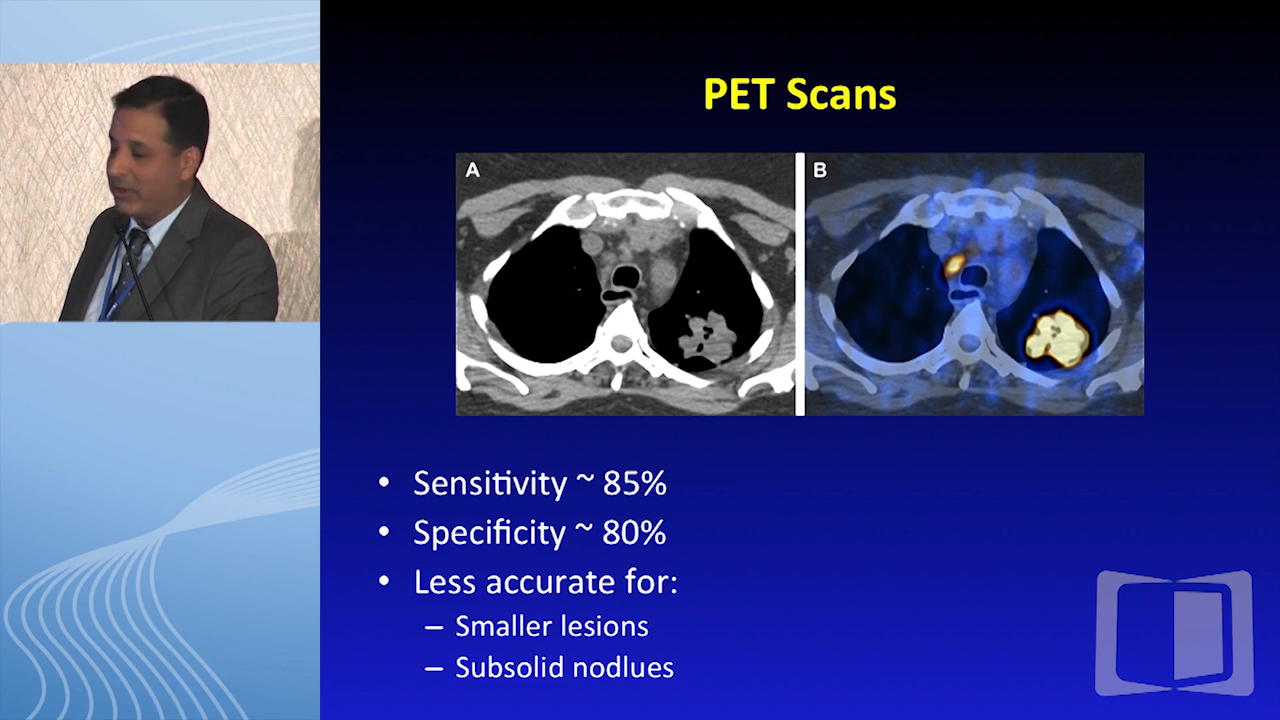 PET Scans
A
B
• Sensitivity ~ 85%
• Specificity ~ 80%
• Less accurate for:
– Smaller lesions
– Subsolid nodlues